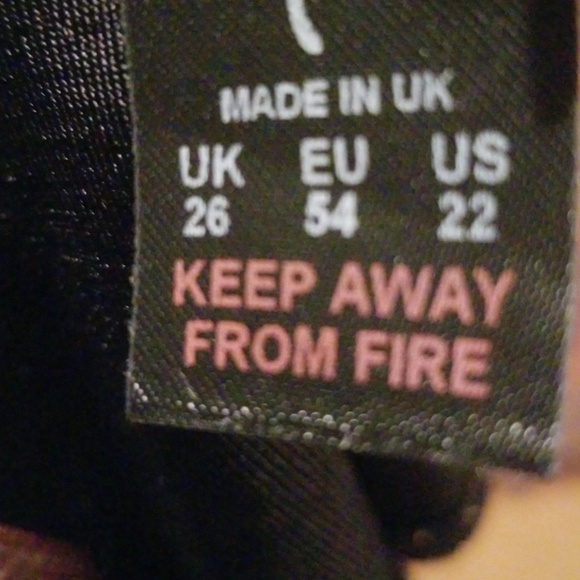 MADE IN UK
UK EU US
26 54 22
KEEP AWAY
FROM FIRE